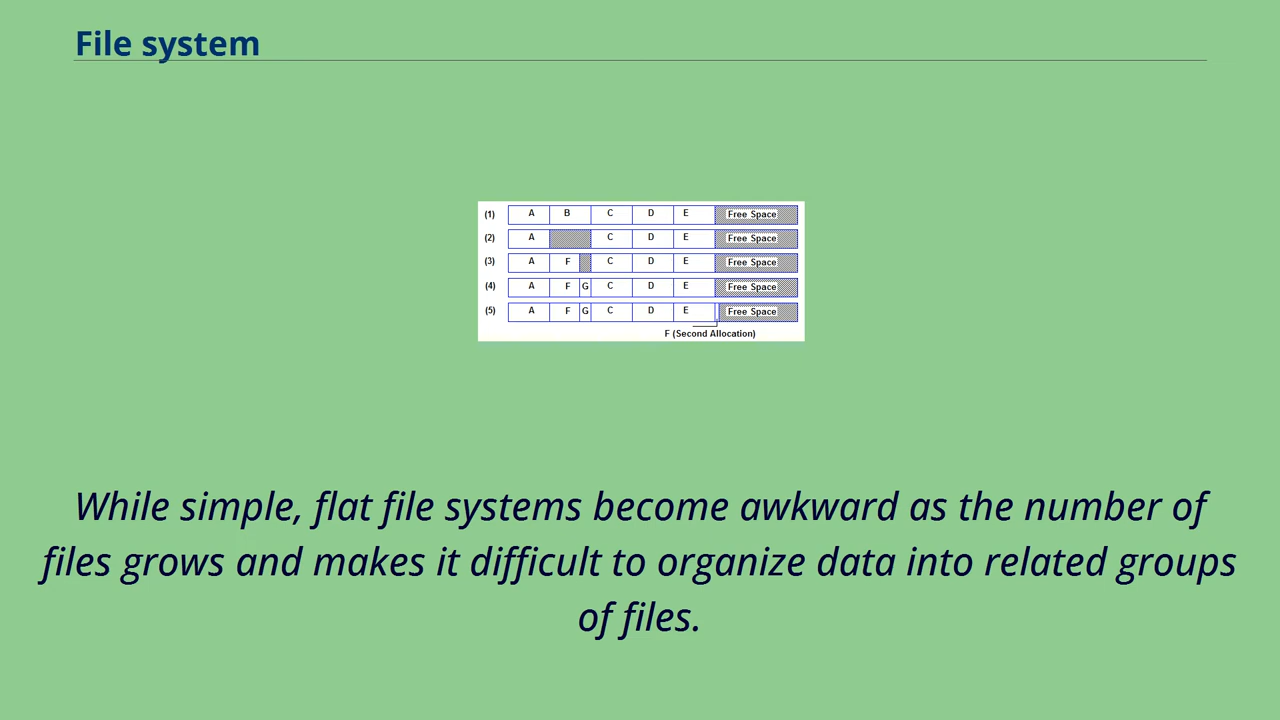 File system
(1) A B C D E Free Space
(2) A C D E Free Space
(3) A F C D E Free Space
(4) A F G C D E Free Space
(5) A F G C D E Free Space
F (Second Allocation)
While simple, flat file systems become awkward as the number of
files grows and makes it difficult to organize data into related groups
of files.